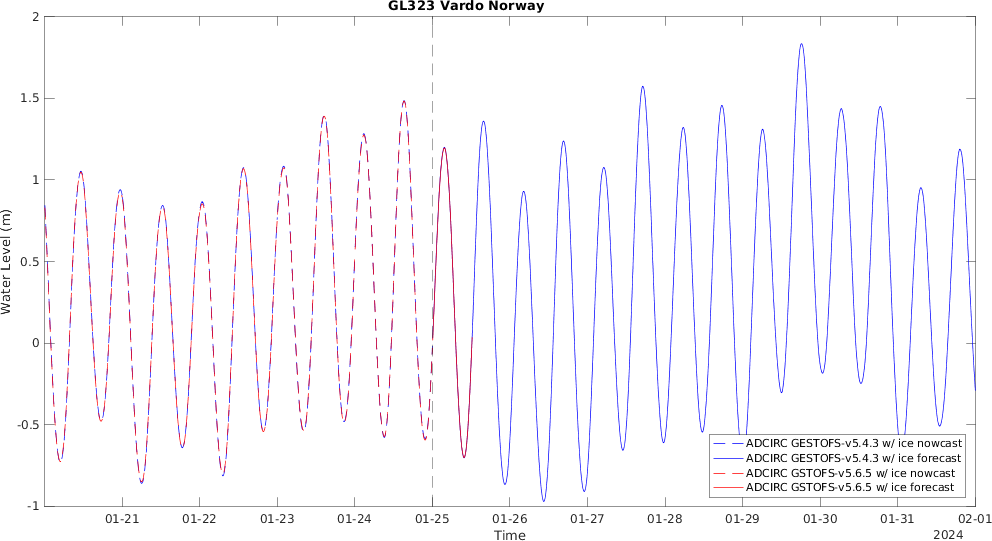 GL323 Vardo Norway
2
1.5
1
0.5
0
-0.5
-1
Water Level (m)
ADCIRC GESTOFS-v5.4.3 w/ ice nowcast
ADCIRC GESTOFS-v5.4.3 w/ ice forecast
ADCIRC GSTOFS-v5.6.5 w/ ice nowcast
ADCIRC GSTOFS-v5.6.5 w/ ice forecast
01-21 01-22 01-23 01-24 01-25 01-26 01-27 01-28 01-29 01-30 01-31 02-01
Time
2024